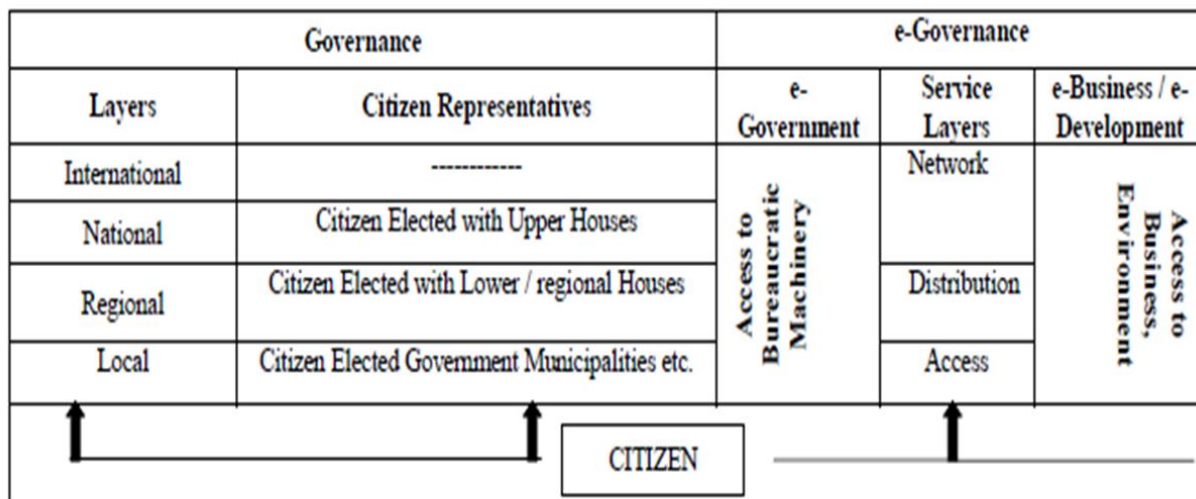 Governance
e-Governance
Layers
Citizen Representatives
e-
Government
Service
Layers
e-Business / e-
Development
International
------------
Network
National
Citizen Elected with Upper Houses
Regional
Citizen Elected with Lower / regional Houses
Distribution
Local
Citizen Elected Government Municipalities etc.
Access
Access to
Bureaucratic
Machinery
Access to
Business,
Environment
CITIZEN